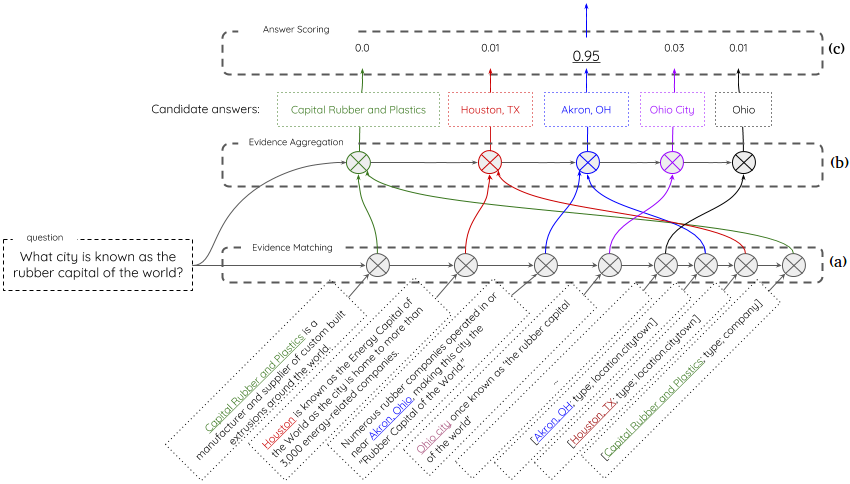 Answer Scoring
0.0
0.01
0.95
0.03
0.01
(c)
Candidate answers:
Capital Rubber and Plastics
Houston, TX
Akron, OH
Ohio City
Ohio
Evidence Aggregation
(b)
question
What city is known as the
rubber capital of the world?
Evidence Matching
(a)
Capital Rubber and Plastics is a
manufacturer and supplier of custom built
extrusions around the world.
Houston is known as the Energy Capital of
the World as the city is home to more than
3,000 energy-related companies.
Numerous rubber companies operated in or
near Akron, Ohio, making this city the
"Rubber Capital of the World."
Ohio city once known as 'the rubber capital
of the world
...
[Akron, OH, type: location.citytown]
[Houston, TX, type: location.citytown]
[Capital Rubber and Plastics, type: company]